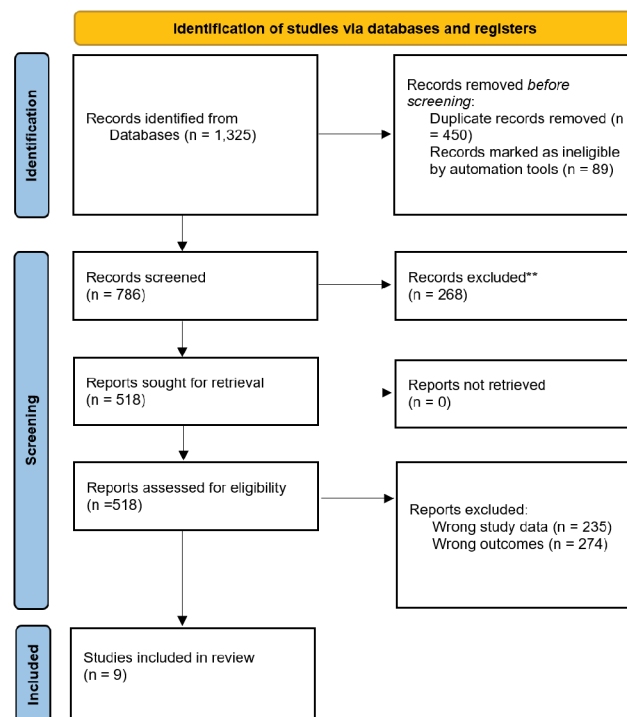 Identification of studies via databases and registers
Identification
Records identified from
Databases (n = 1,325)
Records removed before
screening:
Duplicate records removed (n
= 450)
Records marked as ineligible
by automation tools (n = 89)
Screening
Records screened
(n = 786)
Records excluded**
(n = 268)
Reports sought for retrieval
(n = 518)
Reports not retrieved
(n = 0)
Reports assessed for eligibility
(n =518)
Reports excluded:
Wrong study data (n = 235)
Wrong outcomes (n = 274)
Included
Studies included in review
(n = 9)